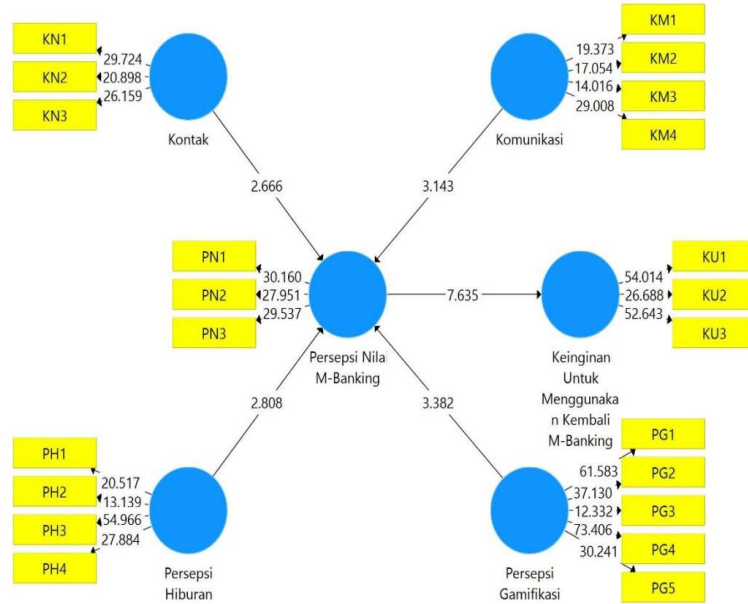 KN1
KN2
KN3
29.724
20.898
26.159
Kontak
KM1
KM2
KM3
KM4
19.373
17.054
14.016
29.008
Komunikasi
2.666
3.143
PN1
PN2
PN3
30.160
27.951
29.537
Persepsi Nilai
M-Banking
7.635
KU1
KU2
KU3
54.014
26.688
52.643
Keinginan
Untuk
Menggunaka
n Kembali
M-Banking
2.808
3.382
PH1
PH2
PH3
PH4
20.517
13.139
54.966
27.884
Persepsi
Hiburan
PG1
PG2
PG3
PG4
PG5
61.583
37.130
12.332
73.406
30.241
Persepsi
Gamifikasi